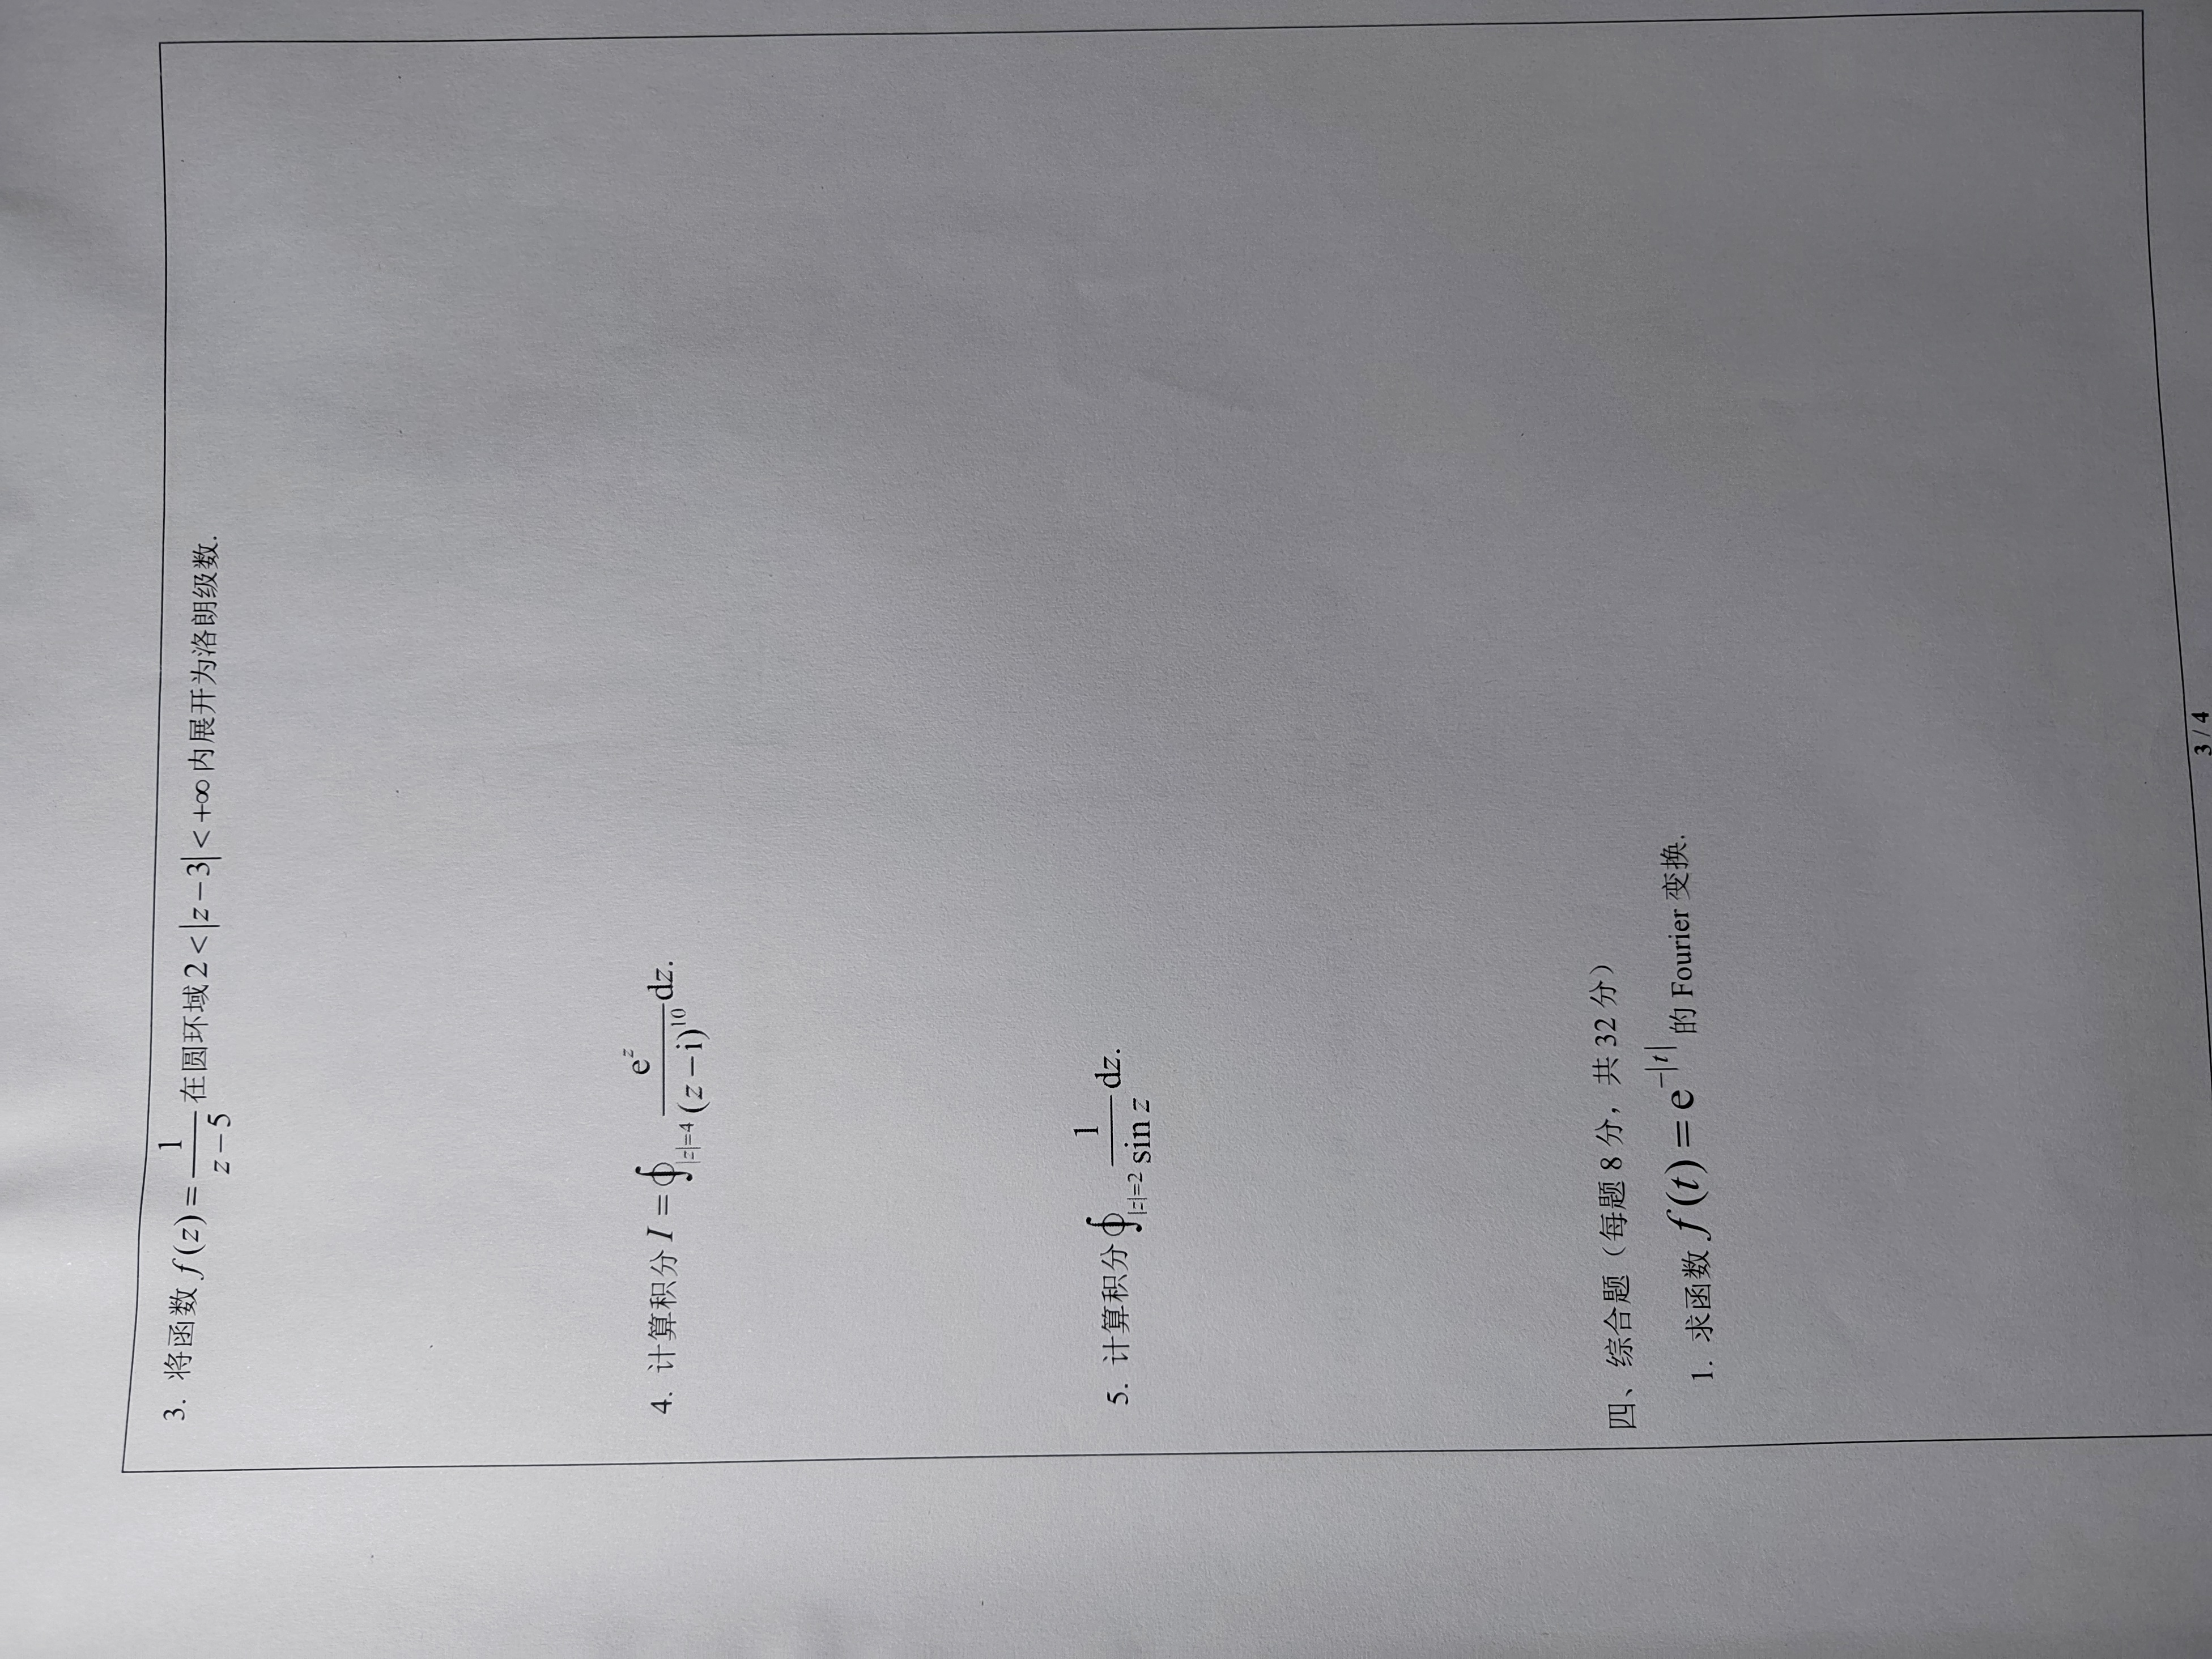 3. 将函数 f(z) = \frac{1}{z-5} 在圆环域 2 < |z-3| < +∞ 内展开为洛朗级数.
4. 计算积分 I = \oint_{|z|=4} \frac{e^z}{(z-i)^{10}} dz.
5. 计算积分 \oint_{|z|=2} \frac{1}{\sin z} dz.
四、综合题（每题 8 分，共 32 分）
1. 求函数 f(t) = e^{-|t|} 的 Fourier 变换.
3 / 4